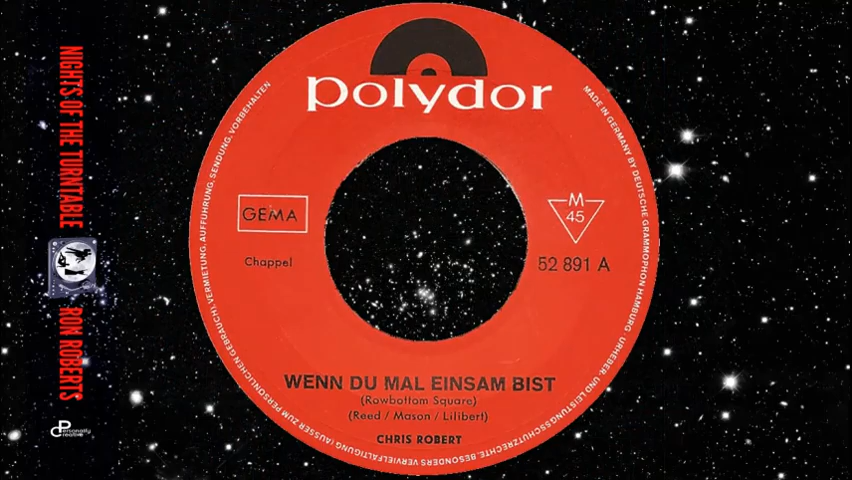 NIGHTS OF THE TURNTABLE
RON ROBERTS
Personally
Creative
polydor
GEMA
Chappel
M
45
52 891 A
WENN DU MAL EINSAM BIST
(Rowbottom Square)
(Reed / Mason / Lilibert)
CHRIS ROBERT
MADE IN GERMANY BY DEUTSCHE GRAMMOPHON HAMBURG · URHEBER- UND LEISTUNGSSCHUTZRECHTE, BESONDERS VERVIELFÄLTIGUNG (AUSSER ZUM PERSÖNLICHEN GEBRAUCH), VERMIETUNG, AUFFÜHRUNG, SENDUNG, VORBEHALTEN